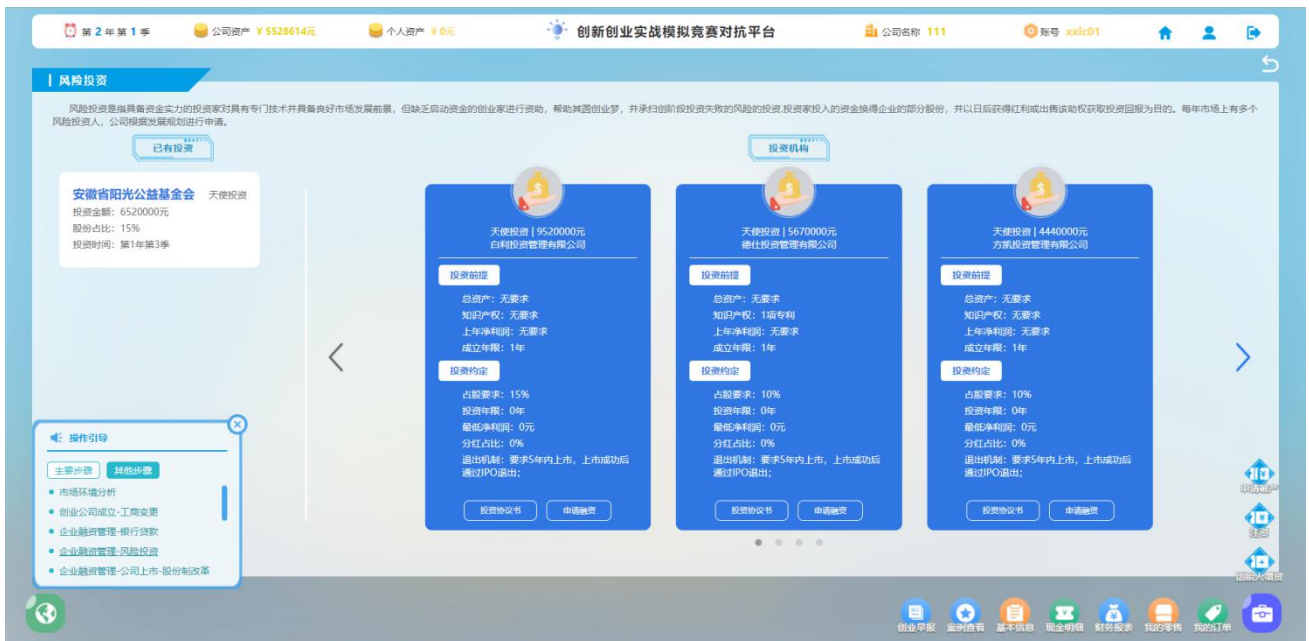 第 2 年第 1 季
公司资产 ¥ 5528614元
个人资产 ¥ 0元
创新创业实战模拟竞赛对抗平台
公司名称 111
账号 xxlc01
风险投资
风险投资是指具备资金实力的投资家对具有专门技术并具备良好市场发展前景，但缺乏启动资金的创业家进行资助，帮助其圆创业梦，并承担创阶段投资失败的风险的投资.投资家投入的资金换得企业的部分股份，并以日后获得红利或出售该股权获取投资回报为目的。每年市场上有多个
风险投资人，公司根据发展规划进行申请。
已有投资
投资机构
安徽省阳光公益基金会 天使投资
投资金额：6520000元
股份占比：15%
投资时间：第1年第3季
天使投资 | 9520000元
白利投资管理有限公司
投资前提
总资产：无要求
知识产权：无要求
上年净利润：无要求
成立年限：1年
投资约定
占股要求：15%
投资年限：0年
最低净利润：0元
分红占比：0%
退出机制：要求5年内上市，上市成功后
通过IPO退出；
投资协议书
申请融资
天使投资 | 5670000元
德仕投资管理有限公司
投资前提
总资产：无要求
知识产权：1项专利
上年净利润：无要求
成立年限：1年
投资约定
占股要求：10%
投资年限：0年
最低净利润：0元
分红占比：0%
退出机制：要求5年内上市，上市成功后
通过IPO退出；
投资协议书
申请融资
天使投资 | 4440000元
方凯投资管理有限公司
投资前提
总资产：无要求
知识产权：无要求
上年净利润：无要求
成立年限：1年
投资约定
占股要求：10%
投资年限：0年
最低净利润：0元
分红占比：0%
退出机制：要求5年内上市，上市成功后
通过IPO退出；
投资协议书
申请融资
操作引导
主要步骤
其他步骤
市场环境分析
创业公司成立-工商变更
企业融资管理-银行贷款
企业融资管理-风险投资
企业融资管理-公司上市-股份制改革
申请破产
注资
创始人增资
创业早报
案例查看
基本信息
现金明细
财务报表
我的零售
我的订单